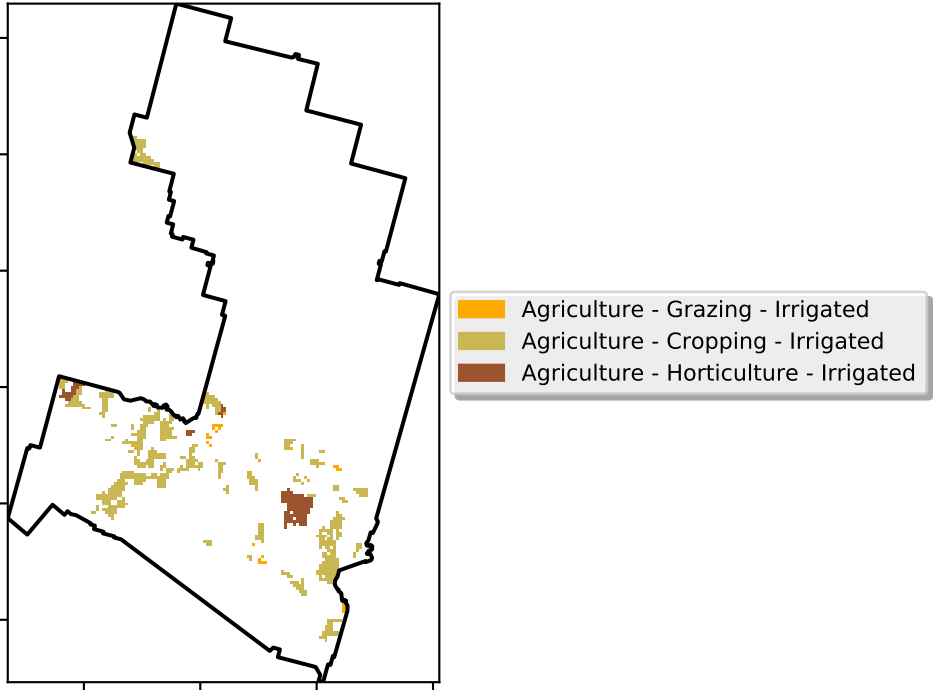 Agriculture - Grazing - Irrigated
Agriculture - Cropping - Irrigated
Agriculture - Horticulture - Irrigated